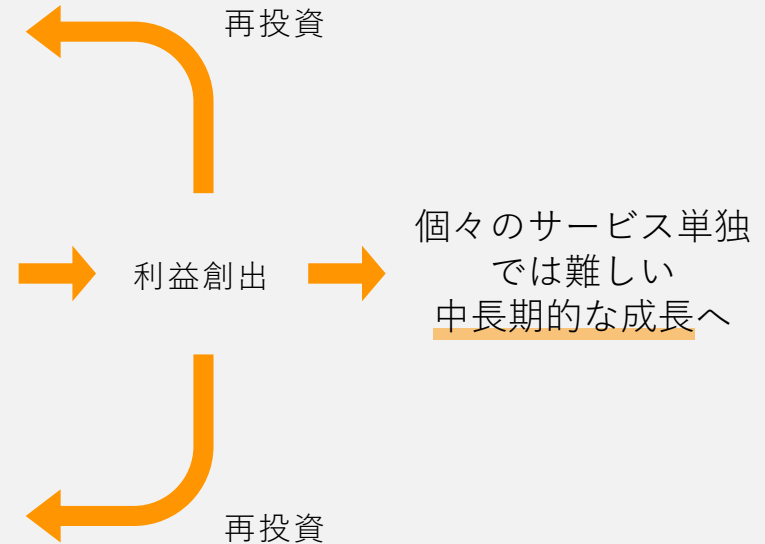 再投資
利益創出
個々のサービス単独
では難しい
中長期的な成長へ
再投資